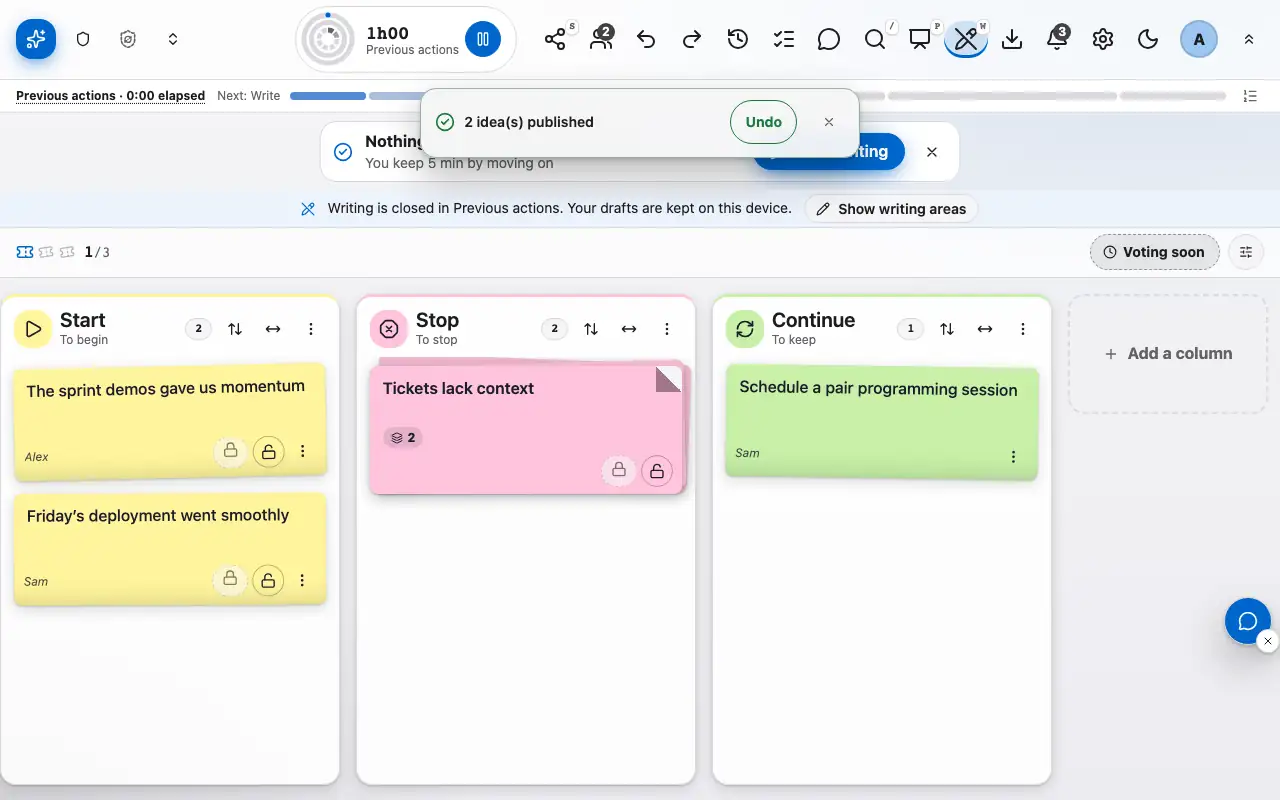 1h00
Previous actions
S
2
/
P
W
3
A
Previous actions · 0:00 elapsed
Next: Write
2 idea(s) published
Undo
You keep 5 min by moving on
Writing is closed in Previous actions. Your drafts are kept on this device.
Show writing areas
1/3
Voting soon
Start
To begin
2
Stop
To stop
2
Continue
To keep
1
Add a column
The sprint demos gave us momentum
Alex
Friday’s deployment went smoothly
Sam
Tickets lack context
2
Schedule a pair programming session
Sam